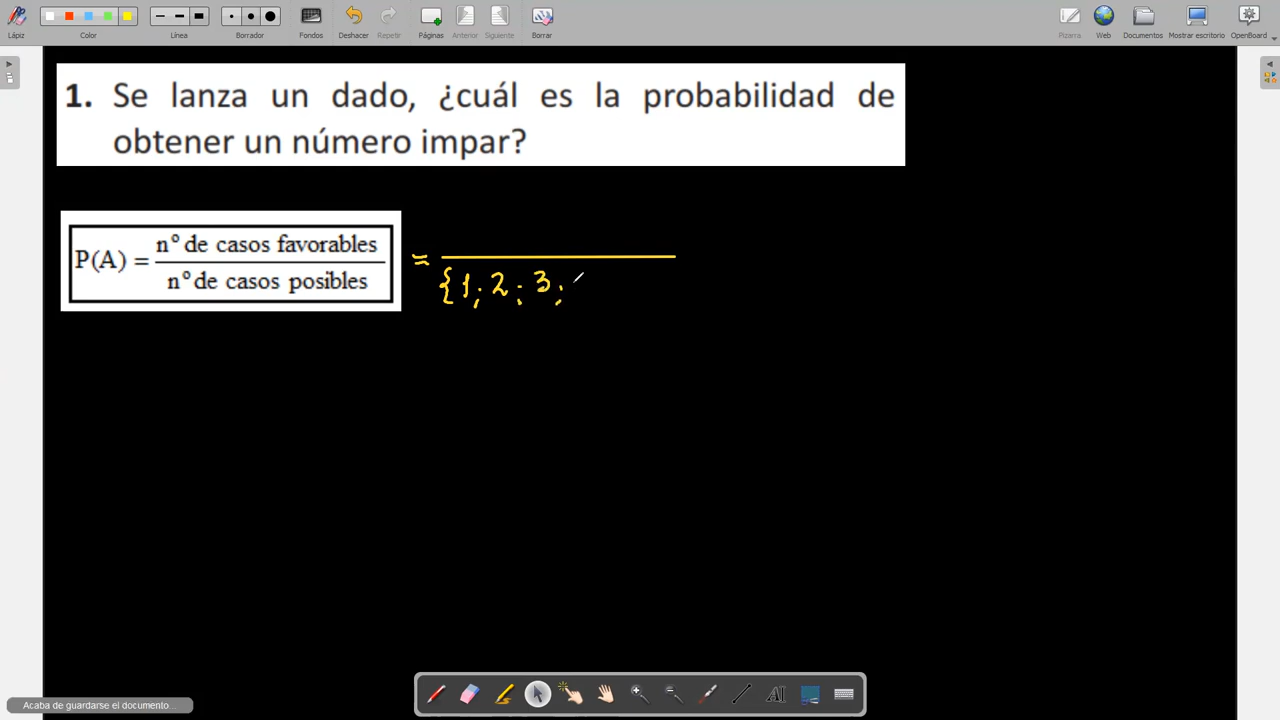 Lápiz Color Línea Borrador Fondos Deshacer Repetir Páginas Anterior Siguiente Borrar Pizarra Web Documentos Mostrar escritorio OpenBoard
1. Se lanza un dado, ¿cuál es la probabilidad de
obtener un número impar?
P(A) = n° de casos favorables
n° de casos posibles
=
{1; 2; 3;
AI
Acaba de guardarse el documento...